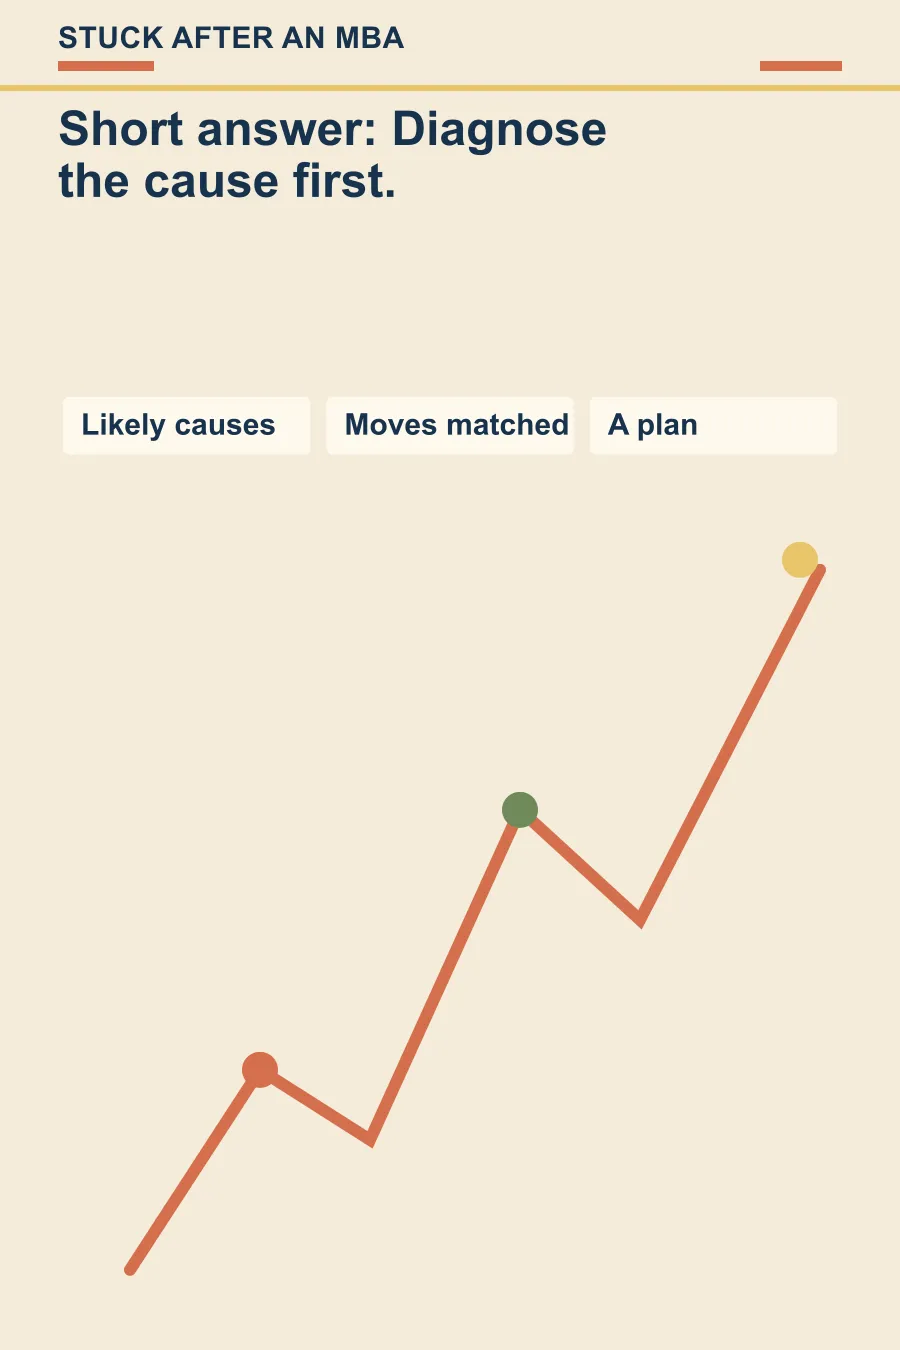 STUCK AFTER AN MBA
Short answer: Diagnose
the cause first.
Likely causes
Moves matched
A plan